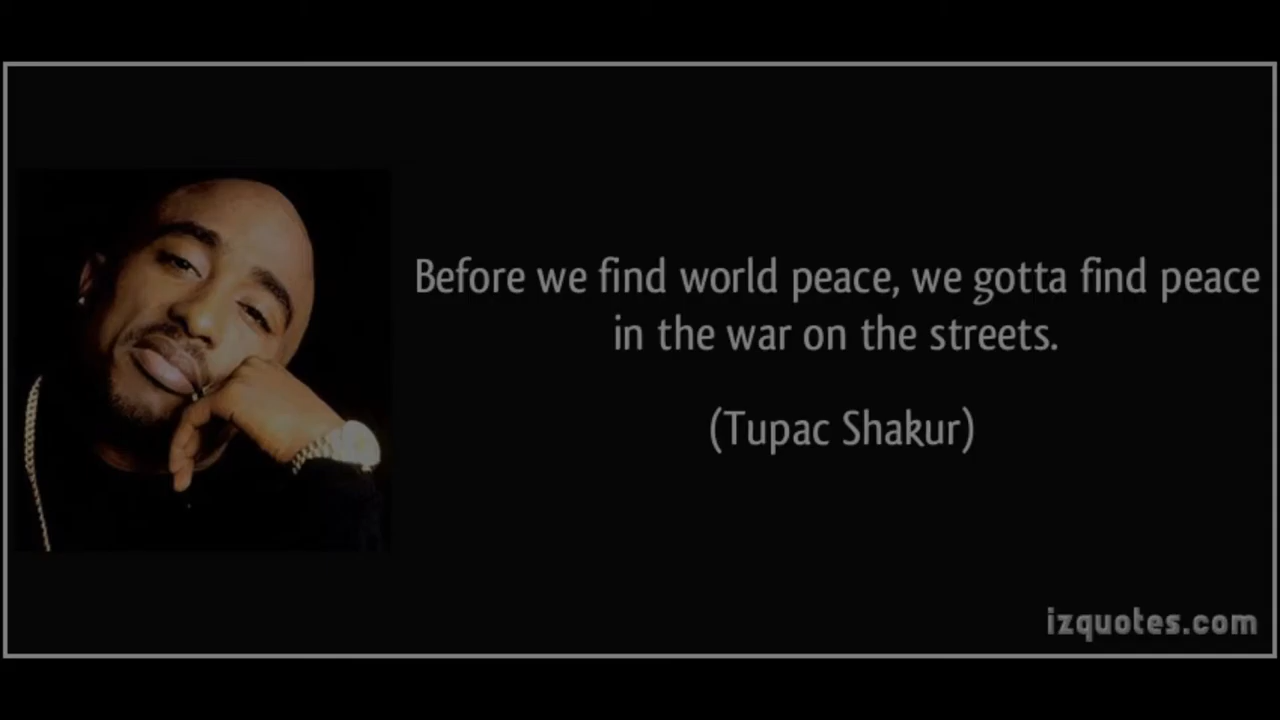 Before we find world peace, we gotta find peace
in the war on the streets.
(Tupac Shakur)
izquotes.com